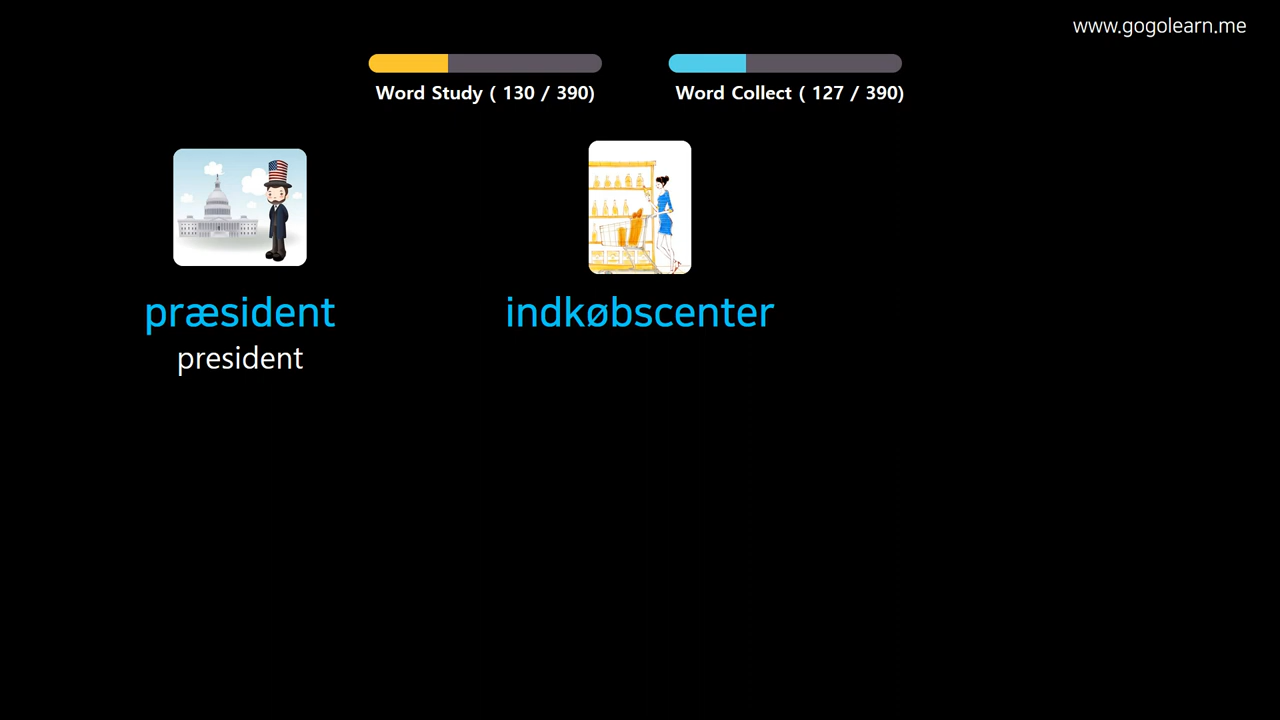 www.gogolearn.me
Word Study ( 130 / 390)
Word Collect ( 127 / 390)
præsident
president
indkøbscenter